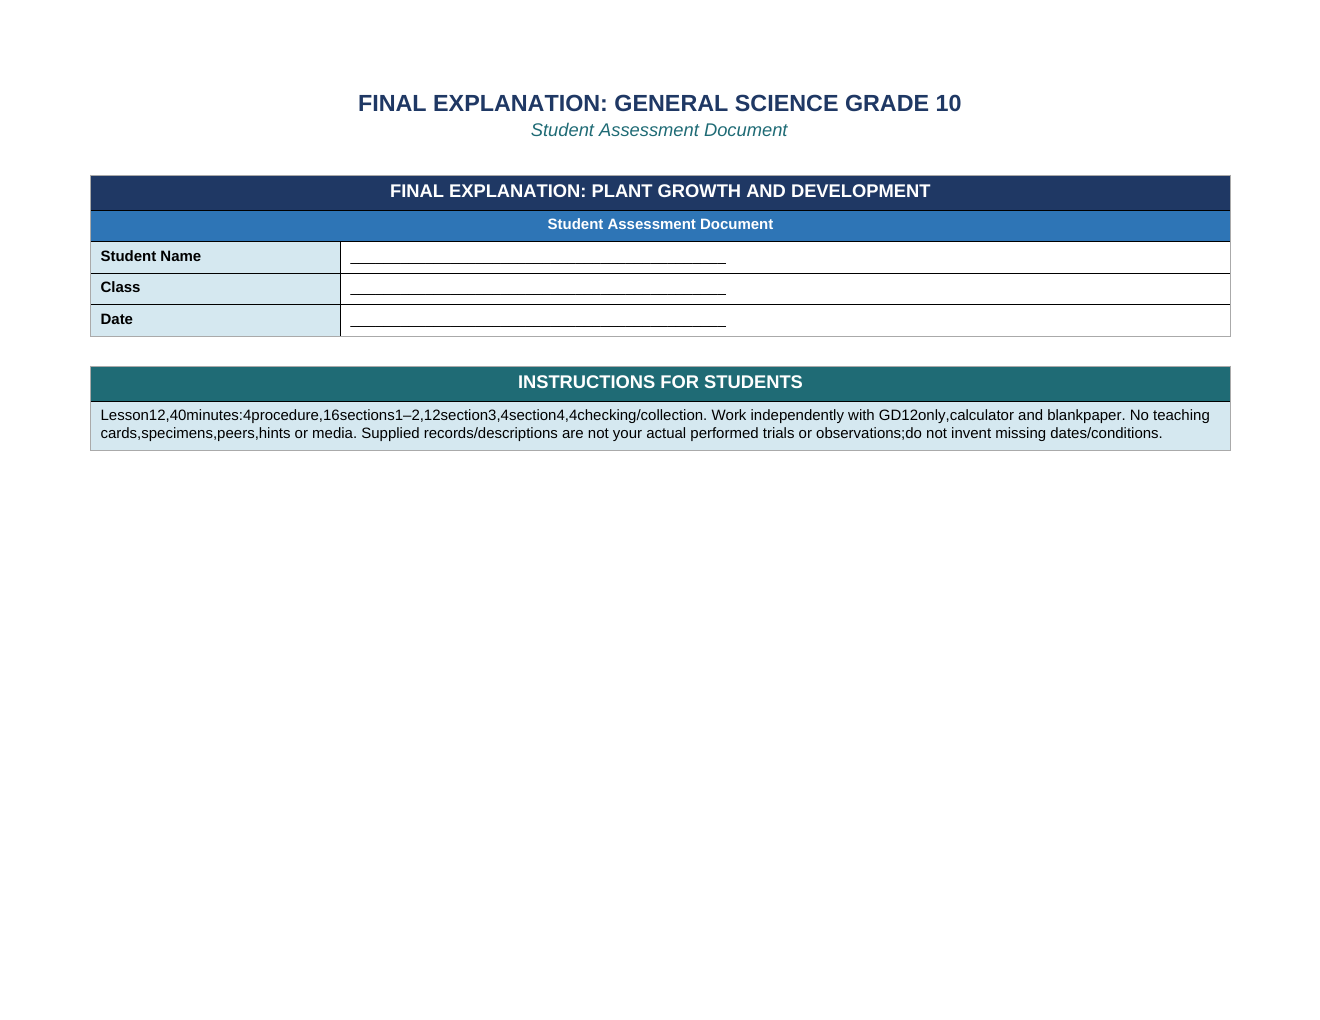 FINAL EXPLANATION: GENERAL SCIENCE GRADE 10
Student Assessment Document
FINAL EXPLANATION: PLANT GROWTH AND DEVELOPMENT
Student Assessment Document
Student Name
Class
Date
INSTRUCTIONS FOR STUDENTS
Lesson12,40minutes:4procedure,16sections1–2,12section3,4section4,4checking/collection. Work independently with GD12only,calculator and blankpaper. No teaching
cards,specimens,peers,hints or media. Supplied records/descriptions are not your actual performed trials or observations;do not invent missing dates/conditions.